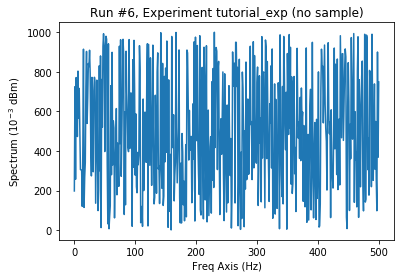 Run #6, Experiment tutorial_exp (no sample)
1000
800
600
400
200
0
Spectrum (10⁻³ dBm)
0 100 200 300 400 500
Freq Axis (Hz)